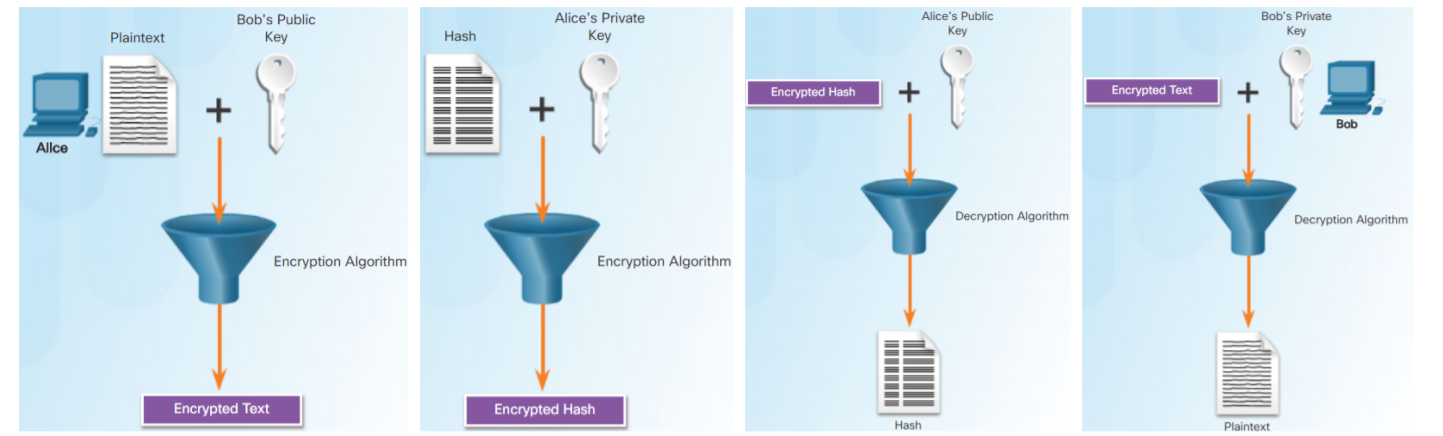 Bob's Public
Key
Plaintext
Alice
Encryption Algorithm
Encrypted Text
Alice's Private
Key
Hash
Encryption Algorithm
Encrypted Hash
Alice's Public
Key
Encrypted Hash
Decryption Algorithm
Hash
Bob's Private
Key
Encrypted Text
Bob
Decryption Algorithm
Plaintext